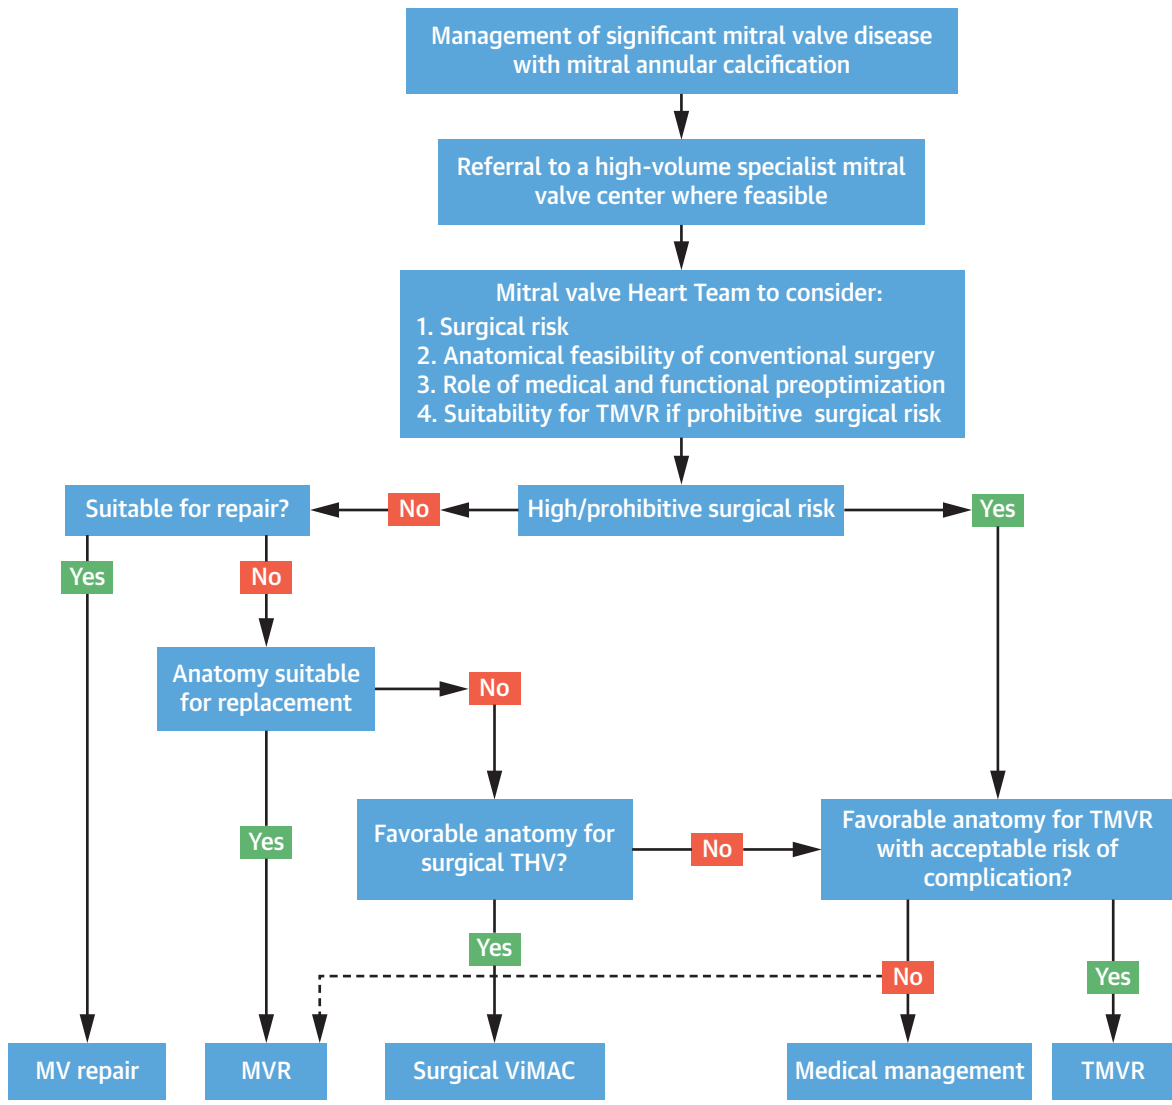 Management of significant mitral valve disease
with mitral annular calcification
Referral to a high-volume specialist mitral
valve center where feasible
Mitral valve Heart Team to consider:
1. Surgical risk
2. Anatomical feasibility of conventional surgery
3. Role of medical and functional preoptimization
4. Suitability for TMVR if prohibitive surgical risk
Suitable for repair?
No
High/prohibitive surgical risk
Yes
Yes
No
Anatomy suitable
for replacement
No
Yes
Favorable anatomy for
surgical THV?
No
Favorable anatomy for TMVR
with acceptable risk of
complication?
Yes
No
Yes
MV repair
MVR
Surgical ViMAC
Medical management
TMVR